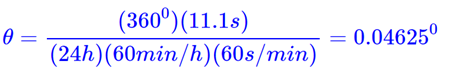 θ = (360⁰)(11.1s) / (24h)(60min/h)(60s/min) = 0.04625⁰